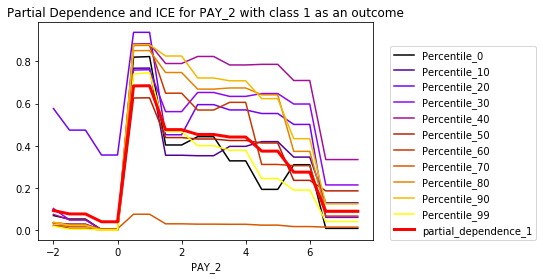 Partial Dependence and ICE for PAY_2 with class 1 as an outcome
0.8
0.6
0.4
0.2
0.0
−2
0
2
4
6
PAY_2
Percentile_0
Percentile_10
Percentile_20
Percentile_30
Percentile_40
Percentile_50
Percentile_60
Percentile_70
Percentile_80
Percentile_90
Percentile_99
partial_dependence_1